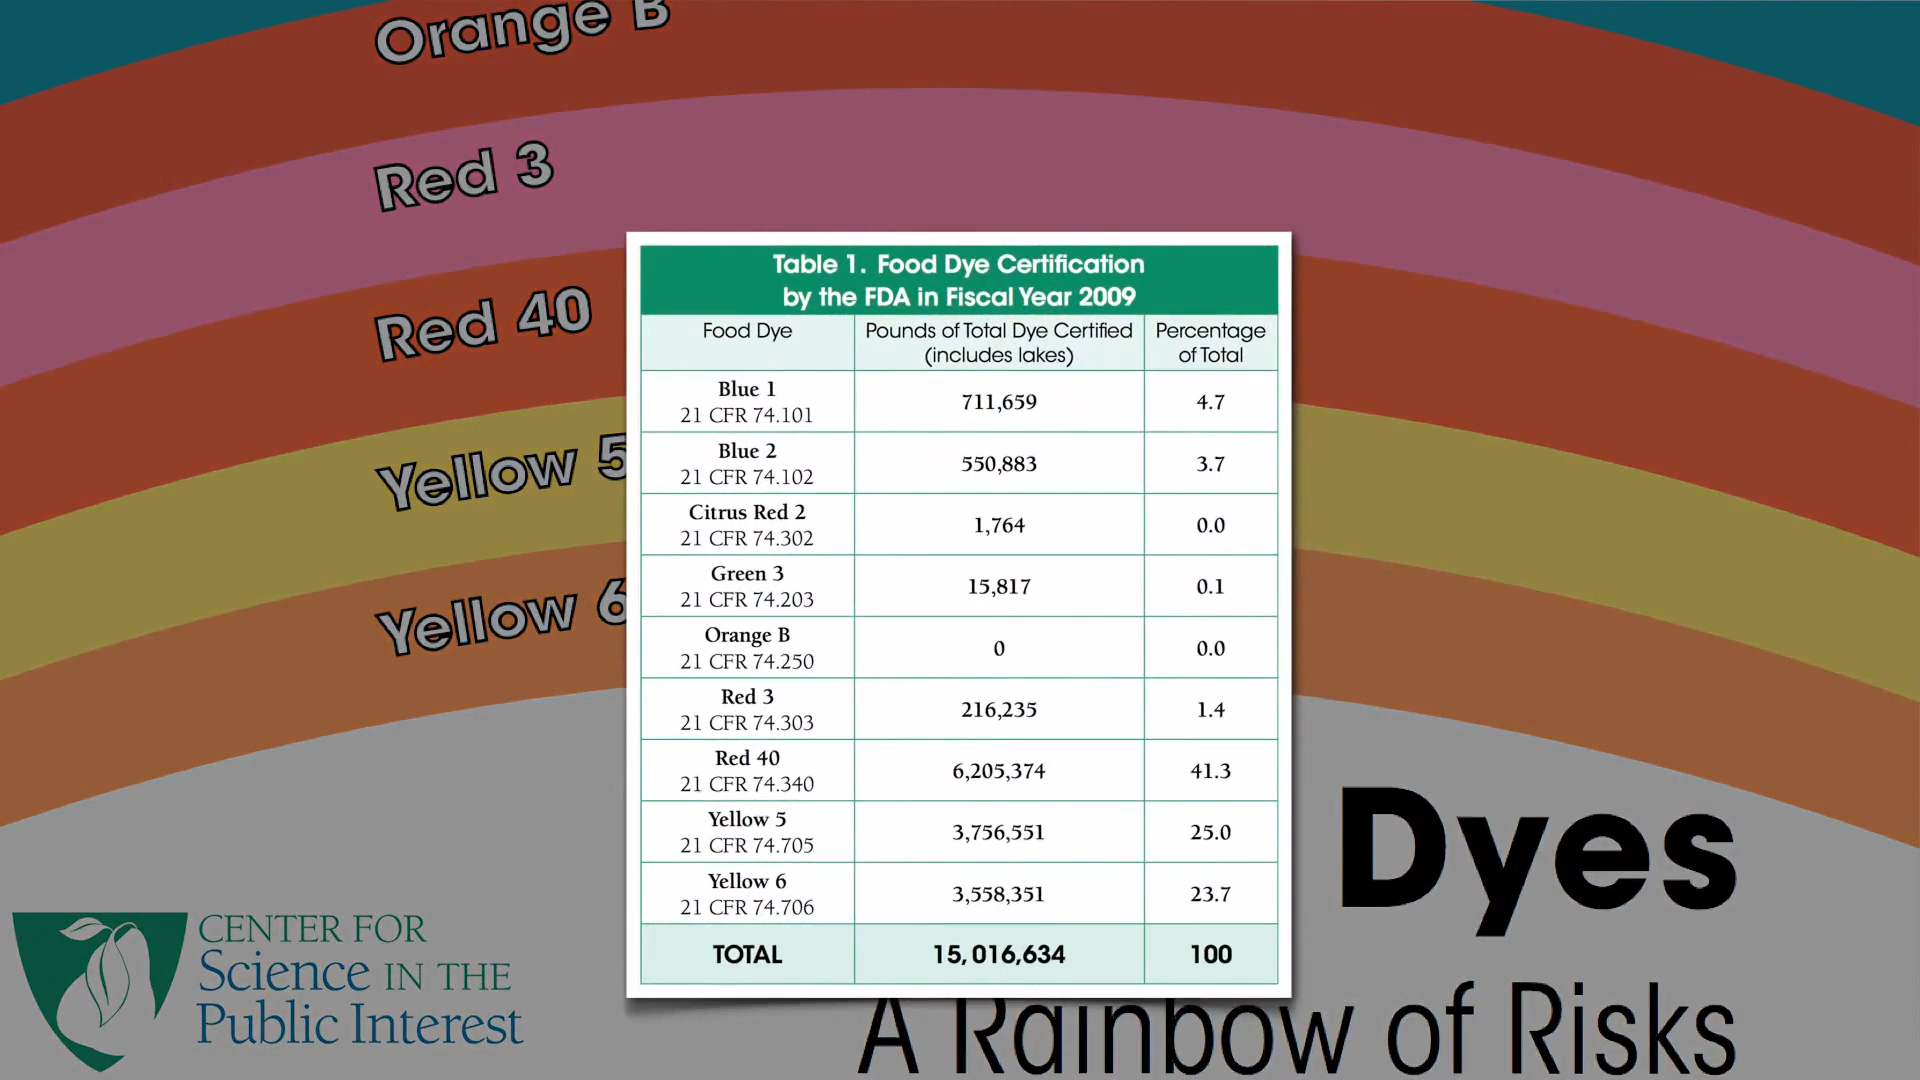 Orange B
Red 3
Red 40
Yellow 5
Yellow 6
Table 1. Food Dye Certification
by the FDA in Fiscal Year 2009
Food Dye
Pounds of Total Dye Certified
(includes lakes)
Percentage
of Total
Blue 1
21 CFR 74.101
711,659
4.7
Blue 2
21 CFR 74.102
550,883
3.7
Citrus Red 2
21 CFR 74.302
1,764
0.0
Green 3
21 CFR 74.203
15,817
0.1
Orange B
21 CFR 74.250
0
0.0
Red 3
21 CFR 74.303
216,235
1.4
Red 40
21 CFR 74.340
6,205,374
41.3
Yellow 5
21 CFR 74.705
3,756,551
25.0
Yellow 6
21 CFR 74.706
3,558,351
23.7
TOTAL
15,016,634
100
Dyes
A Rainbow of Risks
CENTER FOR
Science IN THE
Public Interest